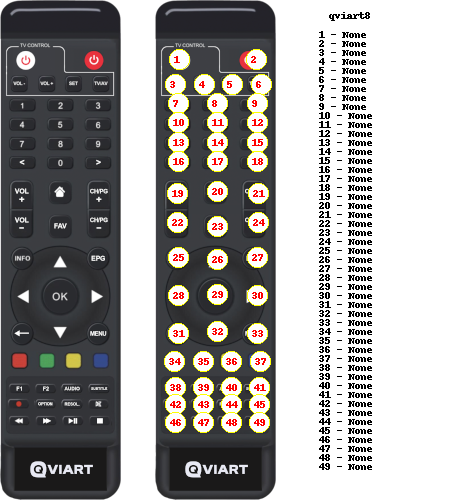 qviart8
TV CONTROL
VOL - VOL + SET TV/AV
1 2 3
4 5 6
7 8 9
< 0 >
VOL + CH/PG +
VOL - FAV CH/PG -
INFO EPG
OK
MENU
F1 F2 AUDIO SUBTITLE
OPTION RESOL.
QVIART
TV CONTROL
1 2
3 4 5 6
7 8 9
10 11 12
13 14 15
16 17 18
19 20 21
22 23 24
25 26 27
28 29 30
31 32 33
34 35 36 37
38 39 40 41
42 43 44 45
46 47 48 49
QVIART
1 - None
2 - None
3 - None
4 - None
5 - None
6 - None
7 - None
8 - None
9 - None
10 - None
11 - None
12 - None
13 - None
14 - None
15 - None
16 - None
17 - None
18 - None
19 - None
20 - None
21 - None
22 - None
23 - None
24 - None
25 - None
26 - None
27 - None
28 - None
29 - None
30 - None
31 - None
32 - None
33 - None
34 - None
35 - None
36 - None
37 - None
38 - None
39 - None
40 - None
41 - None
42 - None
43 - None
44 - None
45 - None
46 - None
47 - None
48 - None
49 - None